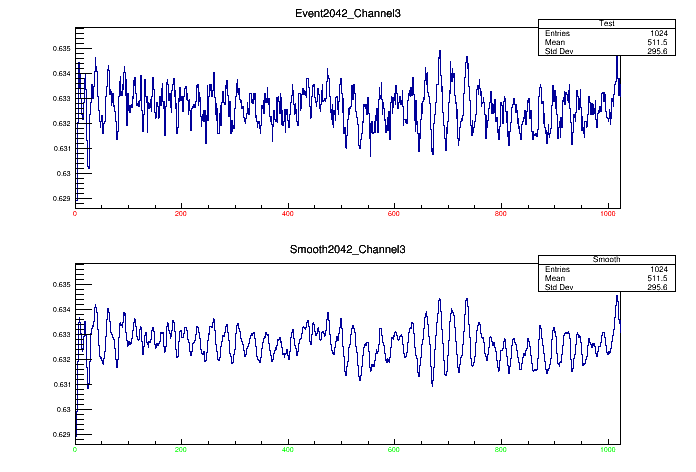 Event2042_Channel3
Test
Entries 1024
Mean 511.5
Std Dev 295.6
0.635
0.634
0.633
0.632
0.631
0.63
0.629
0 200 400 600 800 1000
Smooth2042_Channel3
Smooth
Entries 1024
Mean 511.5
Std Dev 295.6
0.635
0.634
0.633
0.632
0.631
0.63
0.629
0 200 400 600 800 1000